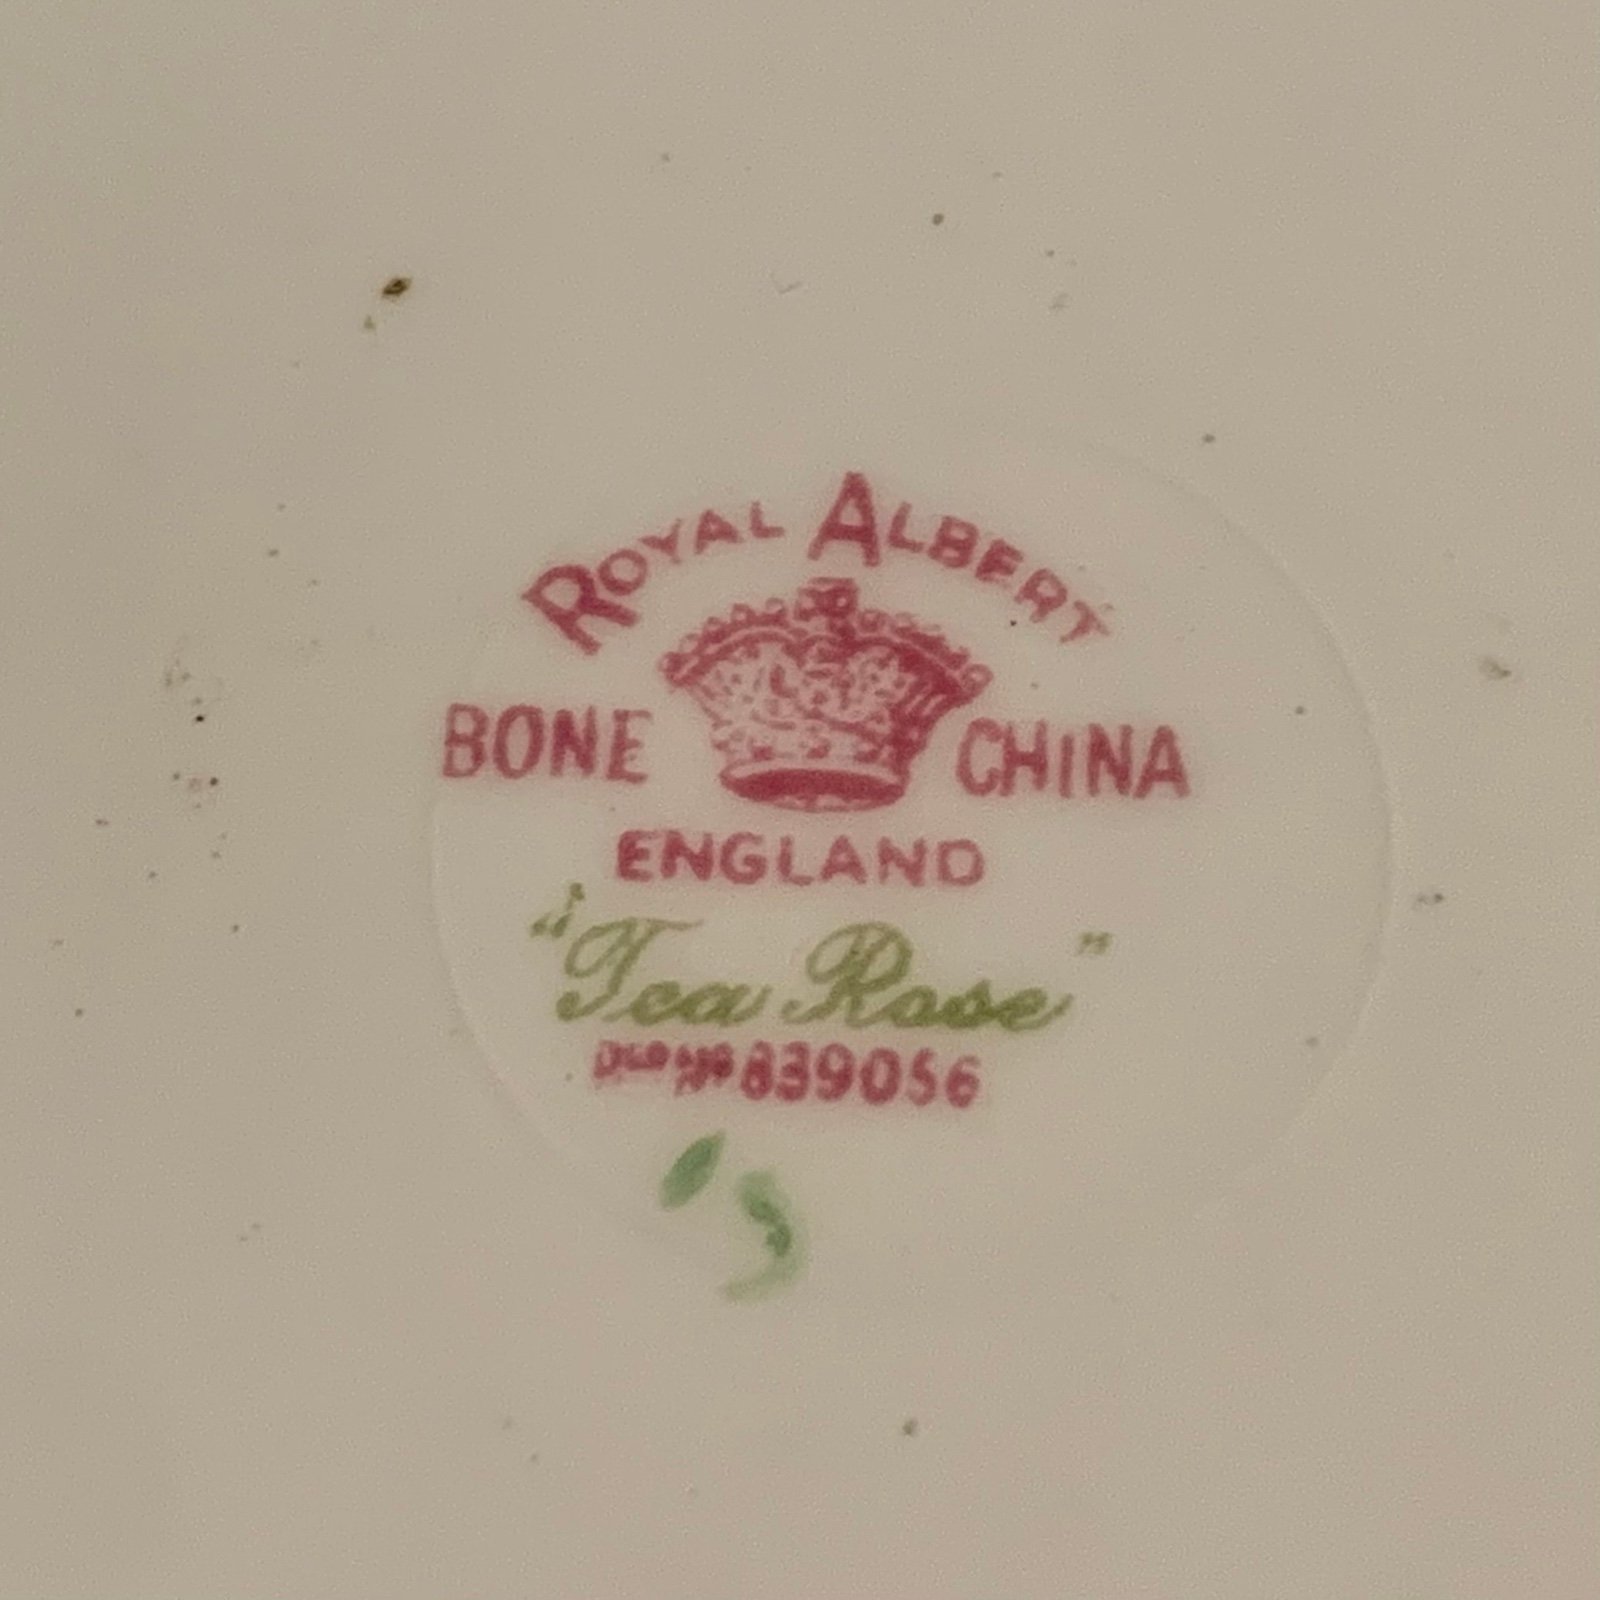 ROYAL ALBERT
BONE CHINA
ENGLAND
"Tea Rose"
839056